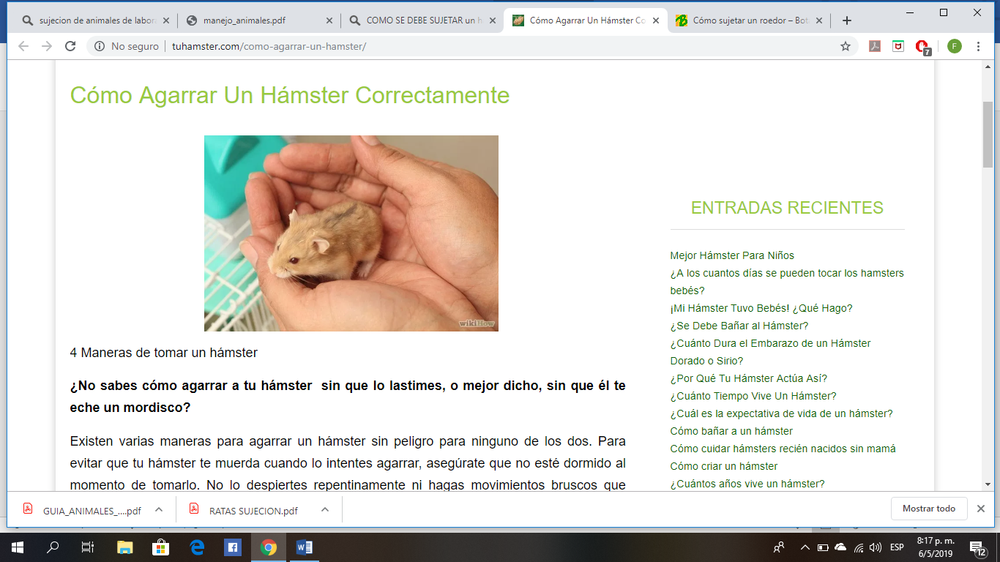 sujecion de animales de labora
manejo_animales.pdf
COMO SE DEBE SUJETAR un h
Cómo Agarrar Un Hámster Co
Cómo sujetar un roedor – Bot
No seguro
tuhamster.com/como-agarrar-un-hamster/
7
F
Cómo Agarrar Un Hámster Correctamente
wikiHow
4 Maneras de tomar un hámster
¿No sabes cómo agarrar a tu hámster sin que lo lastimes, o mejor dicho, sin que él te
eche un mordisco?
Existen varias maneras para agarrar un hámster sin peligro para ninguno de los dos. Para
evitar que tu hámster te muerda cuando lo intentes agarrar, asegúrate que no esté dormido al
momento de tomarlo. No lo despiertes repentinamente ni hagas movimientos bruscos que
ENTRADAS RECIENTES
Mejor Hámster Para Niños
¿A los cuantos días se pueden tocar los hamsters
bebés?
¡Mi Hámster Tuvo Bebés! ¿Qué Hago?
¿Se Debe Bañar al Hámster?
¿Cuánto Dura el Embarazo de un Hámster
Dorado o Sirio?
¿Por Qué Tu Hámster Actúa Así?
¿Cuánto Tiempo Vive Un Hámster?
¿Cuál es la expectativa de vida de un hámster?
Cómo bañar a un hámster
Cómo cuidar hámsters recién nacidos sin mamá
Cómo criar un hámster
¿Cuántos años vive un hámster?
GUIA_ANIMALES_....pdf
RATAS SUJECION.pdf
Mostrar todo
ESP
8:17 p. m.
6/5/2019
12